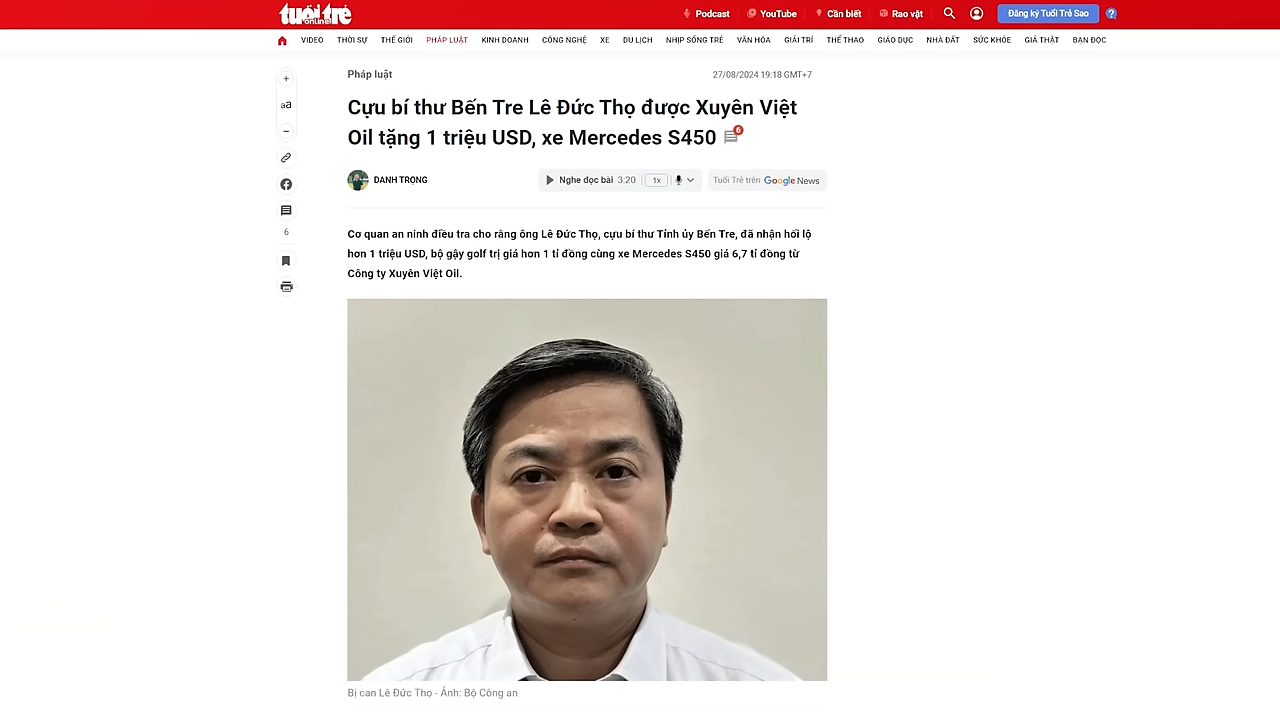 tuổi trẻ online
Podcast YouTube Cần biết Rao vặt Đăng ký Tuổi Trẻ Sao ?
VIDEO THỜI SỰ THẾ GIỚI PHÁP LUẬT KINH DOANH CÔNG NGHỆ XE DU LỊCH NHỊP SỐNG TRẺ VĂN HÓA GIẢI TRÍ THỂ THAO GIÁO DỤC NHÀ ĐẤT SỨC KHỎE GIẢ THẬT BẠN ĐỌC
+
aa
−
6
Pháp luật 27/08/2024 19:18 GMT+7
Cựu bí thư Bến Tre Lê Đức Thọ được Xuyên Việt
Oil tặng 1 triệu USD, xe Mercedes S450 6
DANH TRỌNG Nghe đọc bài 3:20 1x Tuổi Trẻ trên Google News
Cơ quan an ninh điều tra cho rằng ông Lê Đức Thọ, cựu bí thư Tỉnh ủy Bến Tre, đã nhận hối lộ
hơn 1 triệu USD, bộ gậy golf trị giá hơn 1 tỉ đồng cùng xe Mercedes S450 giá 6,7 tỉ đồng từ
Công ty Xuyên Việt Oil.
Bị can Lê Đức Thọ - Ảnh: Bộ Công an